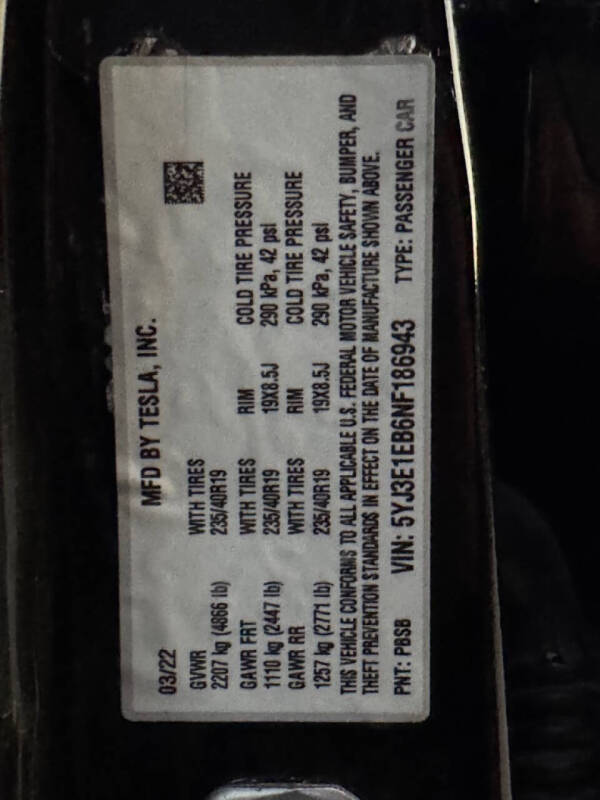 MFD BY TESLA, INC.
03/22
GVWR WITH TIRES
2207 kg (4866 lb) 235/40R19
GAWR FRT WITH TIRES RIM COLD TIRE PRESSURE
1110 kg (2447 lb) 235/40R19 19X8.5J 290 kPa, 42 psi
GAWR RR WITH TIRES RIM COLD TIRE PRESSURE
1257 kg (2771 lb) 235/40R19 19X8.5J 290 kPa, 42 psi
THIS VEHICLE CONFORMS TO ALL APPLICABLE U.S. FEDERAL MOTOR VEHICLE SAFETY, BUMPER, AND
THEFT PREVENTION STANDARDS IN EFFECT ON THE DATE OF MANUFACTURE SHOWN ABOVE.
PNT: PBSB VIN: 5YJ3E1EB6NF186943 TYPE: PASSENGER CAR